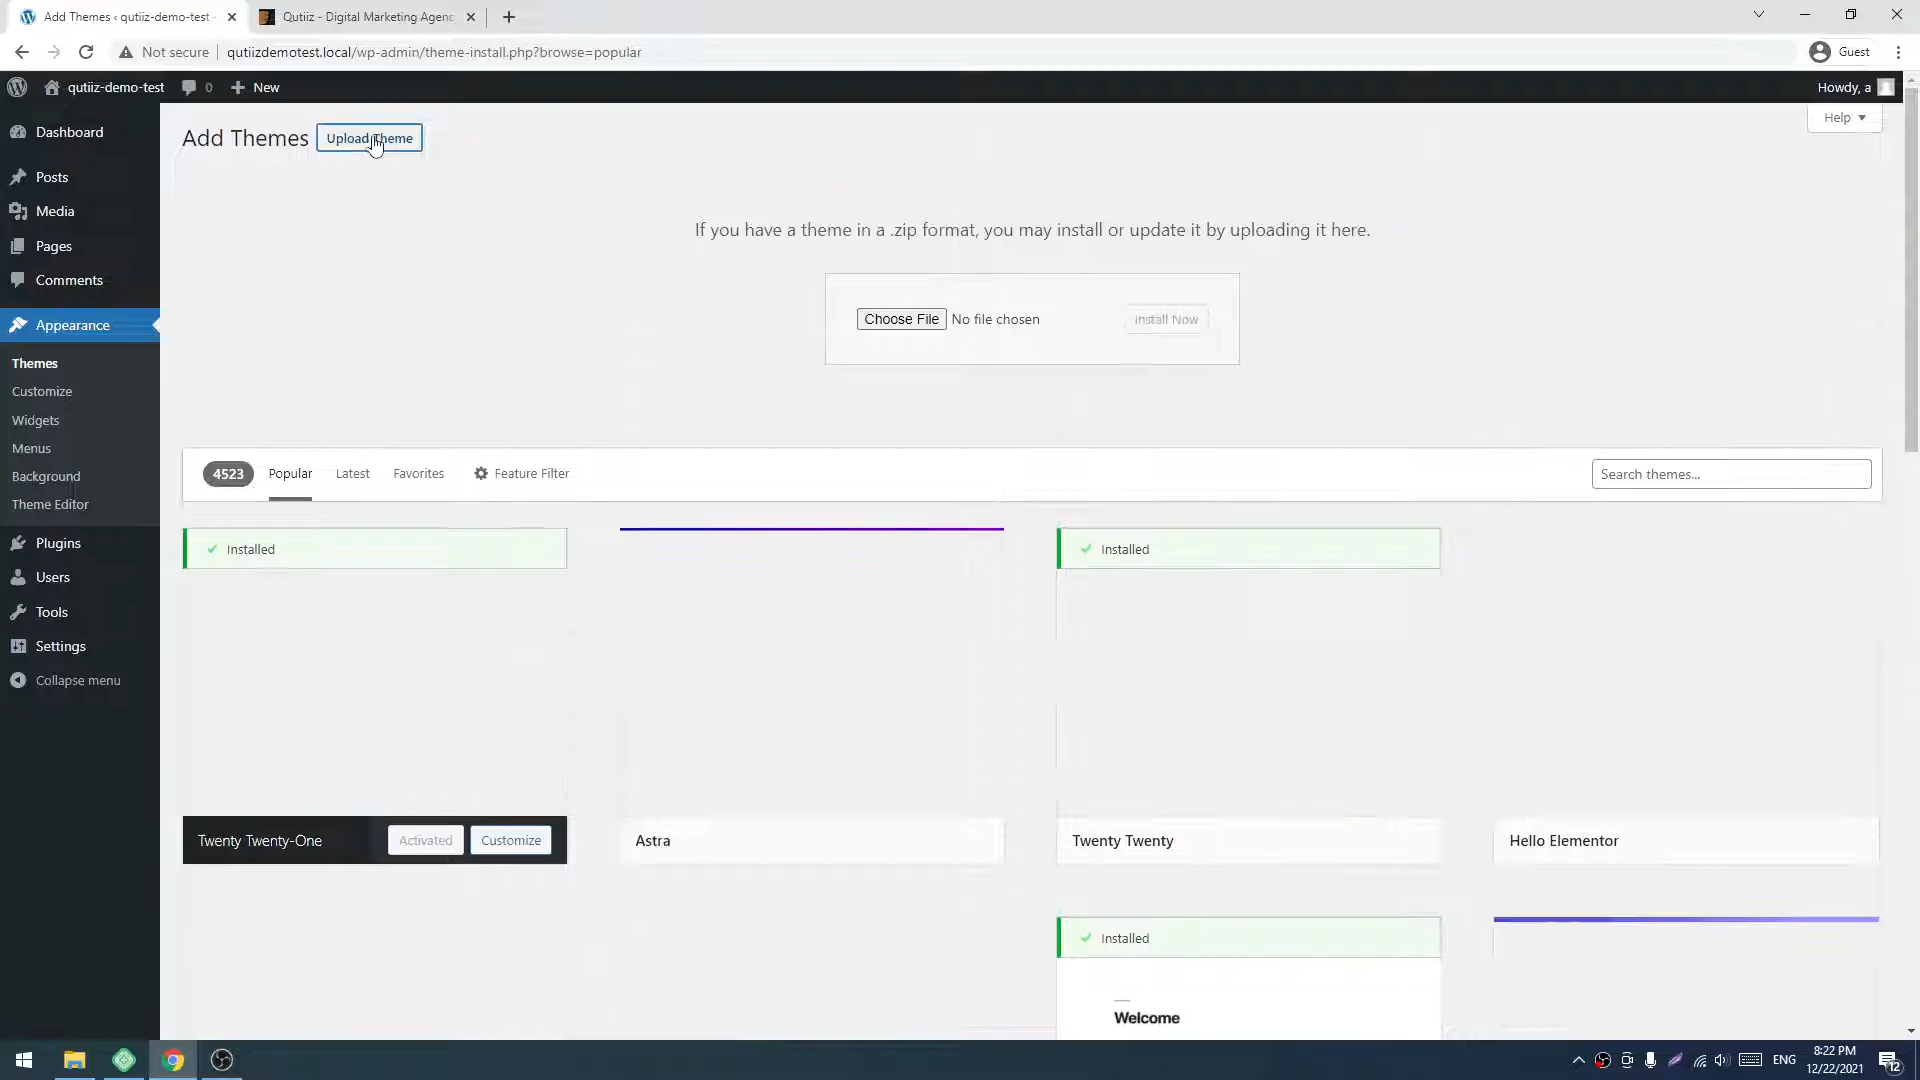 Add Themes ‹ qutiiz-demo-test -
Qutiiz - Digital Marketing Agenc
Not secure
qutiizdemotest.local/wp-admin/theme-install.php?browse=popular
Guest
qutiiz-demo-test
0
New
Howdy, a
Dashboard
Posts
Media
Pages
Comments
Appearance
Themes
Customize
Widgets
Menus
Background
Theme Editor
Plugins
Users
Tools
Settings
Collapse menu
Add Themes
Upload Theme
Help
If you have a theme in a .zip format, you may install or update it by uploading it here.
Choose File No file chosen
Install Now
4523
Popular
Latest
Favorites
Feature Filter
Search themes...
Installed
Installed
Twenty Twenty-One
Activated
Customize
Astra
Twenty Twenty
Hello Elementor
Installed
Welcome
ENG
8:22 PM
12/22/2021
12